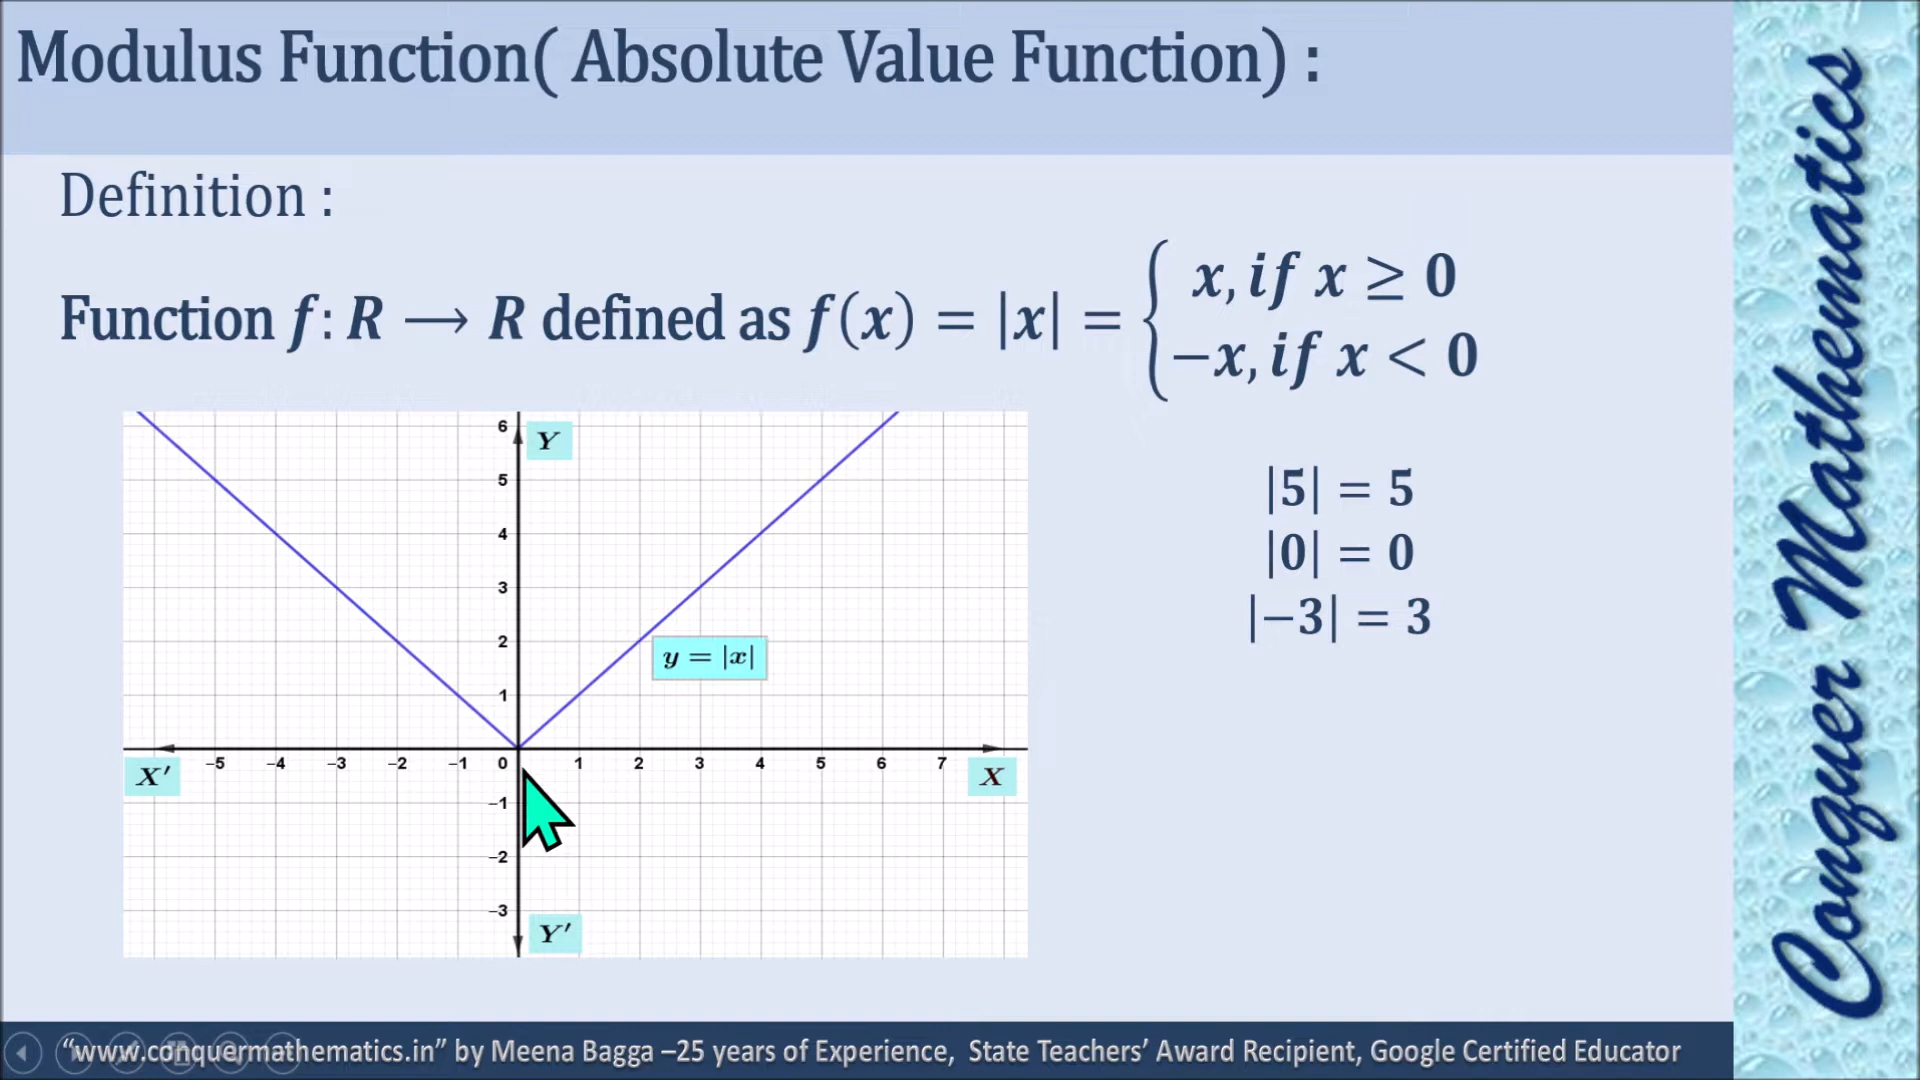 Modulus Function( Absolute Value Function) :
Definition :
Function f: R ⟶ R defined as f(x) = |x| = { x, if x ≥ 0
−x, if x < 0
6
Y
5
4
3
2
1
y = |x|
|5| = 5
|0| = 0
|−3| = 3
−5 −4 −3 −2 −1 0 1 2 3 4 5 6 7
X′
X
−1
−2
−3
Y′
“www.conquermathematics.in” by Meena Bagga –25 years of Experience, State Teachers’ Award Recipient, Google Certified Educator
Conquer Mathematics